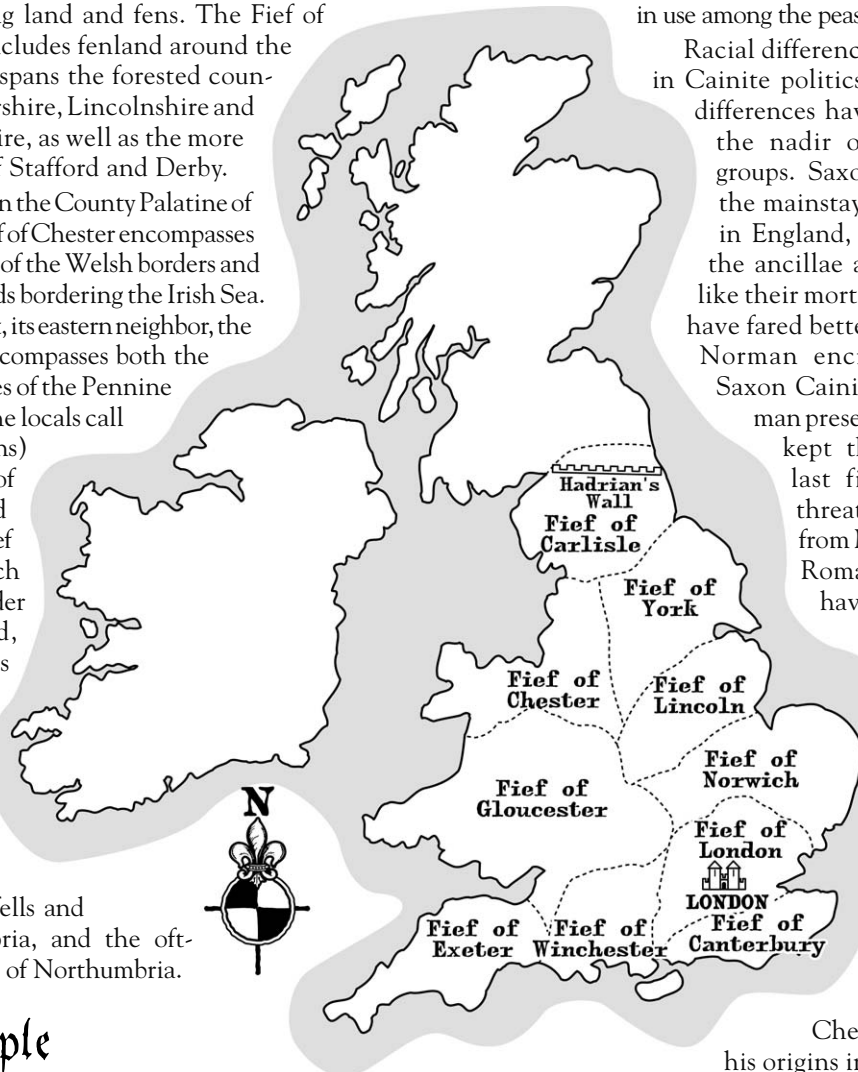 g land and fens. The Fief of
cludes fenland around the
spans the forested coun-
rshire, Lincolnshire and
ire, as well as the more
f Stafford and Derby.
n the County Palatine of
f of Chester encompasses
of the Welsh borders and
ds bordering the Irish Sea.
, its eastern neighbor, the
compasses both the
es of the Pennine
he locals call
ns)
of
d
ef
ch
der
d,
s
ells and
ria, and the oft-
of Northumbria.
ple
in use among the peas
Racial differenc
in Cainite politics
differences hav
the nadir o
groups. Saxo
the mainstay
in England,
the ancillae a
like their mort
have fared bette
Norman enc
Saxon Caini
man prese
kept th
last fi
threat
from
Roma
hav
Che
his origins i
Hadrian's
Wall
Fief of
Carlisle
Fief of
York
Fief of
Chester
Fief of
Lincoln
Fief of
Norwich
Fief of
Gloucester
Fief of
London
LONDON
Fief of
Exeter
Fief of
Winchester
Fief of
Canterbury
N